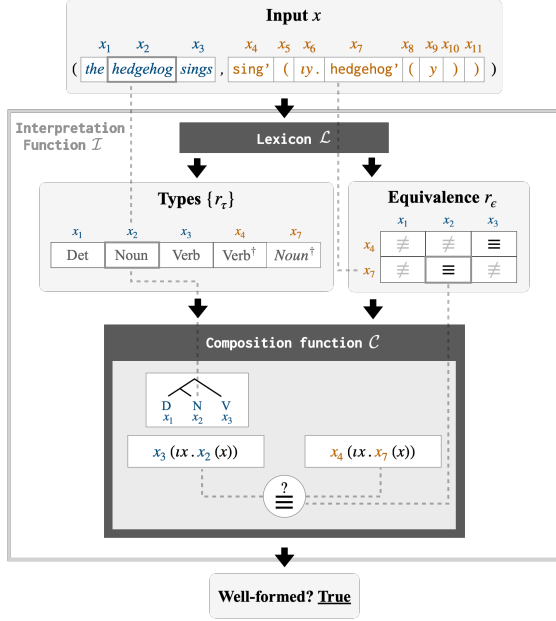 Input x
x1 x2 x3 x4 x5 x6 x7 x8 x9 x10 x11
( the hedgehog sings , sing’ ( ιy. hedgehog’ ( y ) ) )
Interpretation
Function ℐ
Lexicon ℒ
Types {rτ}
x1 x2 x3 x4 x7
Det Noun Verb Verb† Noun†
Equivalence rϵ
x1 x2 x3
x4 ≢ ≢ ≡
x7 ≢ ≡ ≢
Composition function 𝒞
D N V
x1 x2 x3
x3 (ιx.x2 (x)) x4 (ιx.x7 (x))
?
≡
Well-formed? True